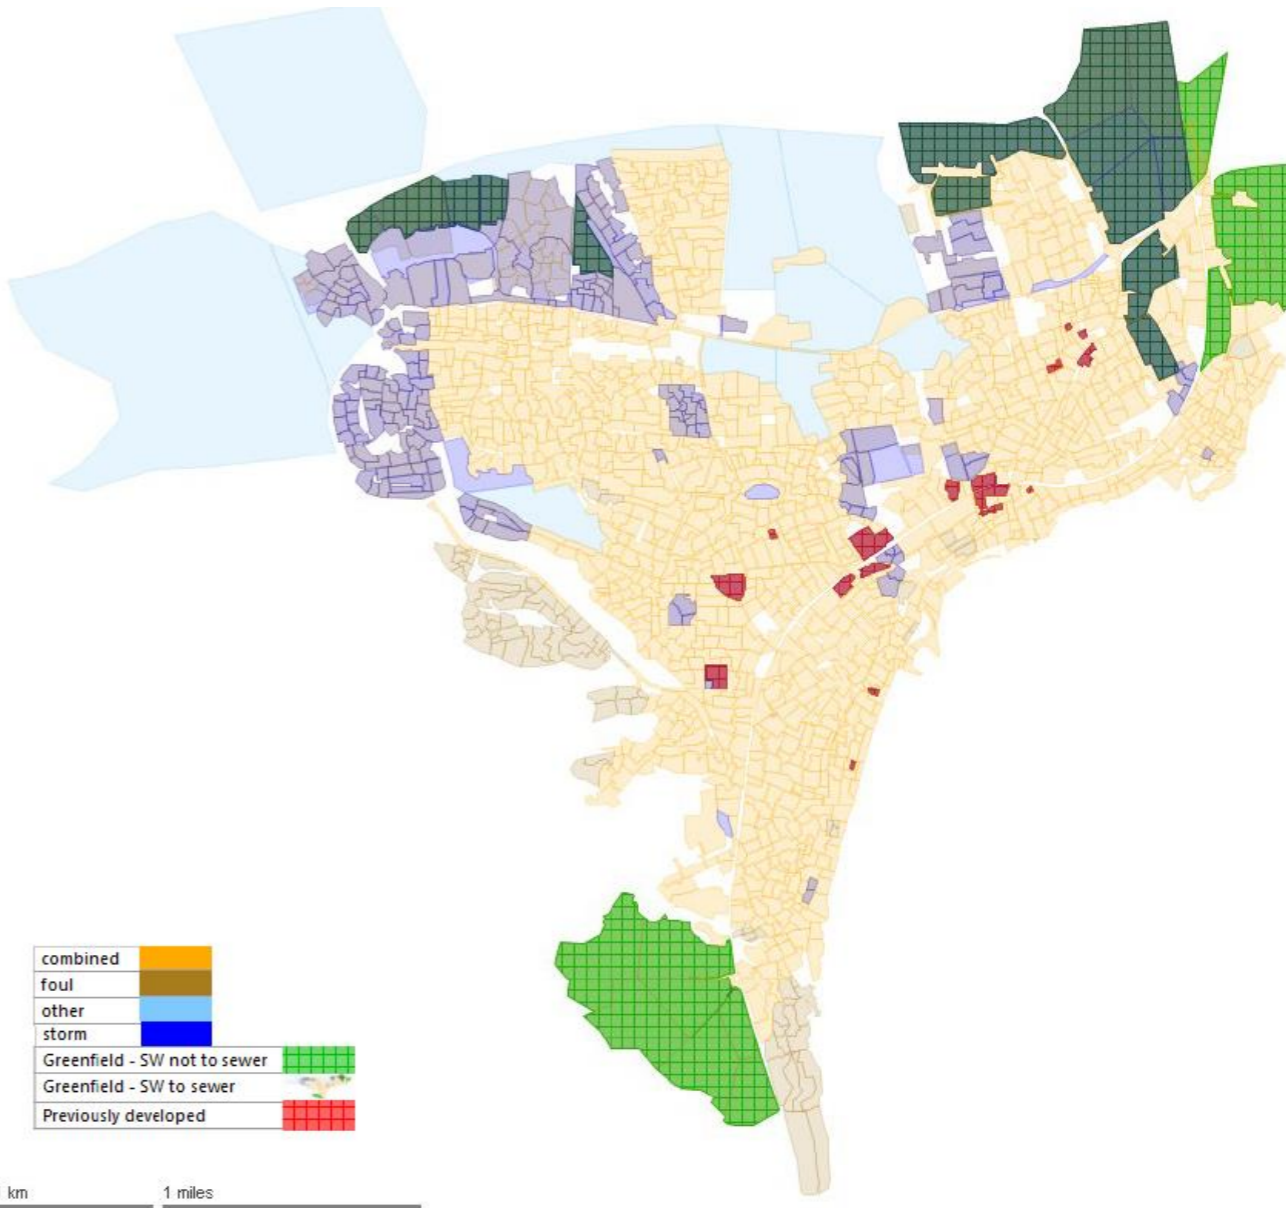 combined
foul
other
storm
Greenfield - SW not to sewer
Greenfield - SW to sewer
Previously developed
km 1 miles